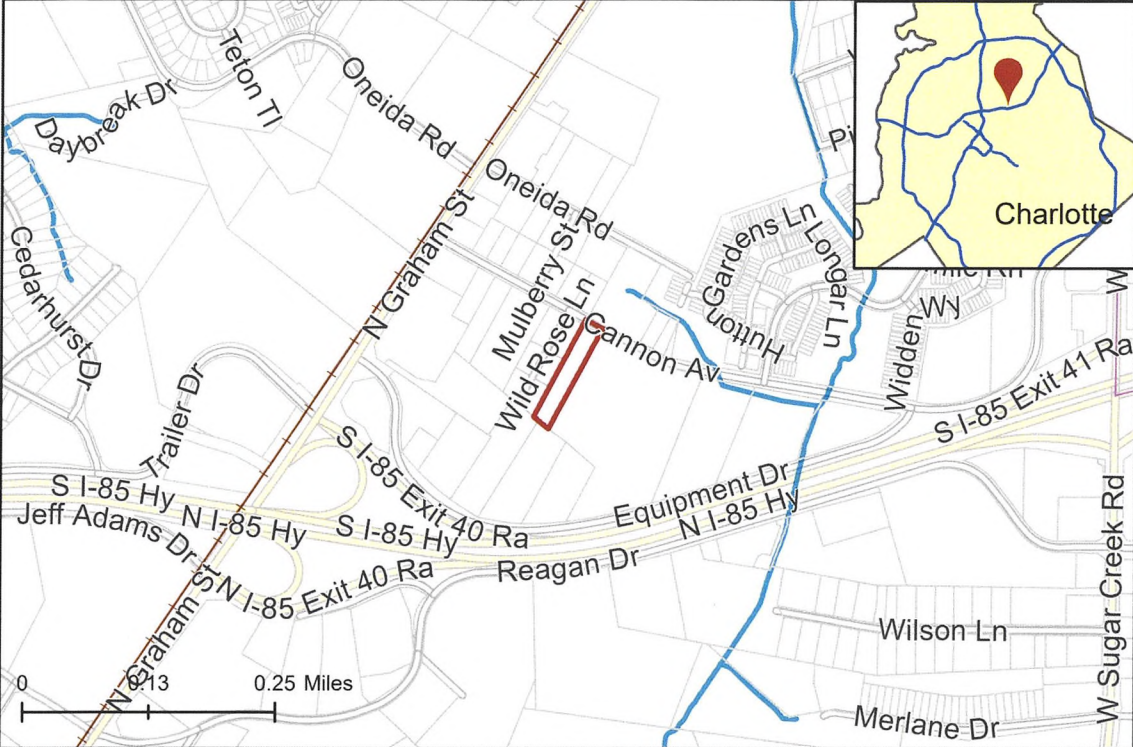 Teton Tl
Oneida Rd
Daybreak Dr
Oneida Rd
Pi
Charlotte
N Graham St
Gardens Ln
Longar Ln
Mulberry St
Cedarhurst Dr
Wild Rose Ln
Hutton
Widden Wy
W
Cannon Av
S I-85 Exit 41 Ra
Trailer Dr
S I-85 Exit 40 Ra
Equipment Dr
S I-85 Hy
N I-85 Hy
S I-85 Hy
N I-85 Hy
Jeff Adams Dr
N I-85 Exit 40 Ra
Reagan Dr
W Sugar Creek Rd
N Graham St
Wilson Ln
0 0.13 0.25 Miles
Merlane Dr